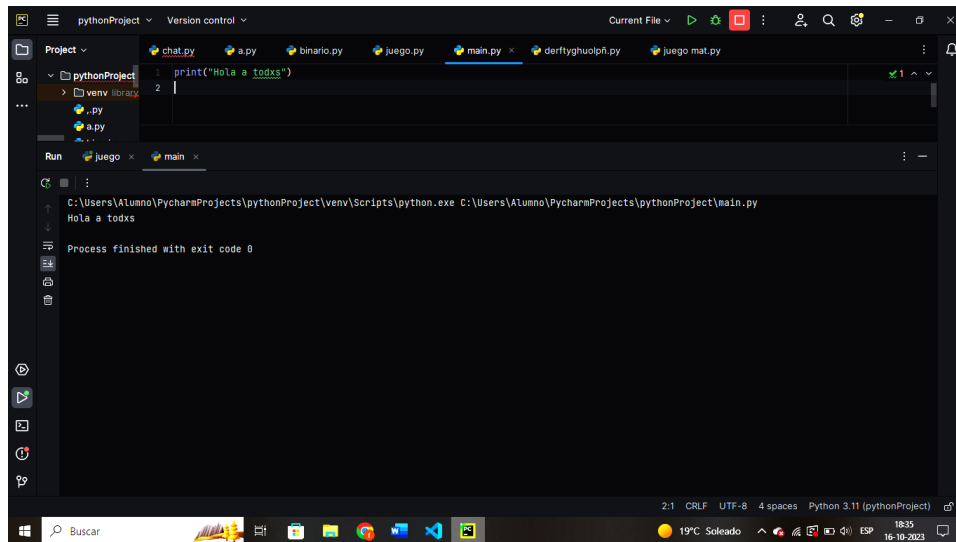 PC pythonProject Version control Current File
Project chat.py a.py binario.py juego.py main.py derftyghuolpñ.py juego mat.py
pythonProject
venv library
,.py
a.py
1 print("Hola a todxs") 1
2
Run juego main
C:\Users\Alumno\PycharmProjects\pythonProject\venv\Scripts\python.exe C:\Users\Alumno\PycharmProjects\pythonProject\main.py
Hola a todxs
Process finished with exit code 0
2:1 CRLF UTF-8 4 spaces Python 3.11 (pythonProject)
Buscar PC 19°C Soleado ESP 18:35
16-10-2023